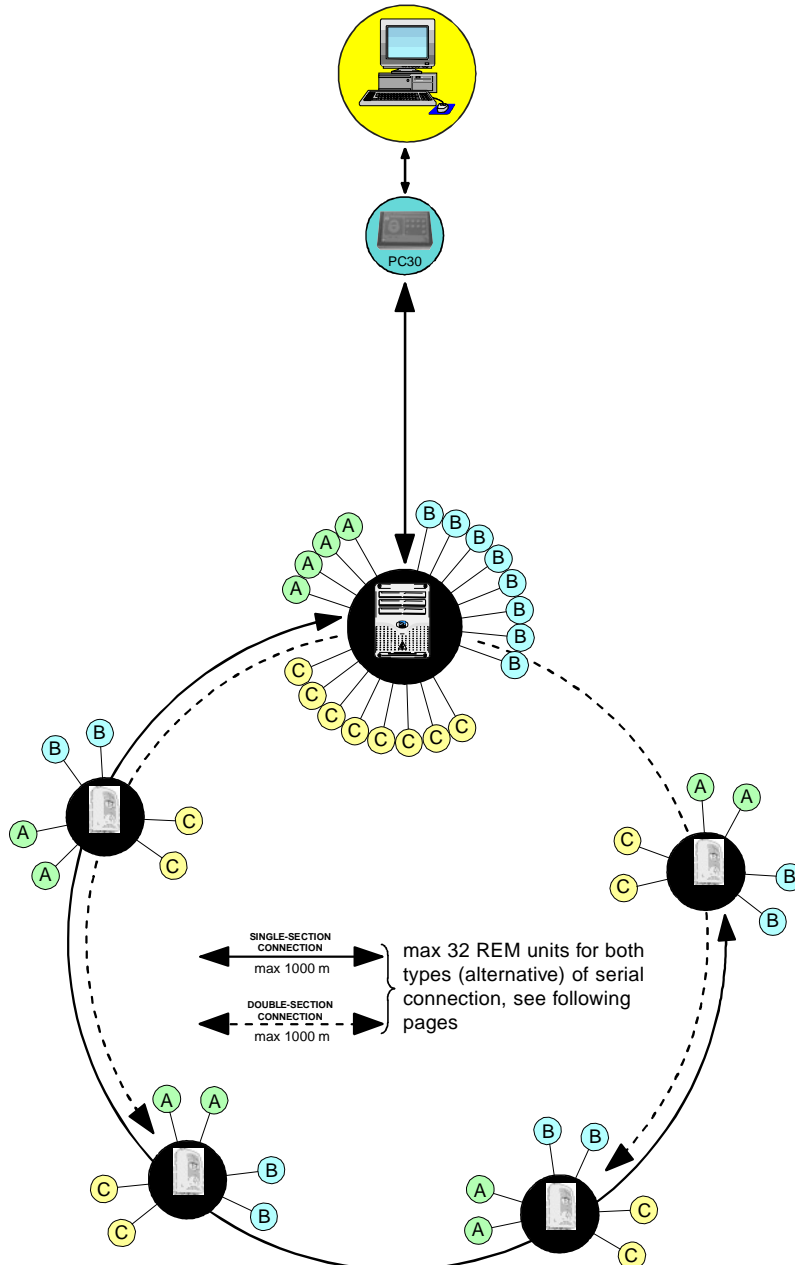 PC30
A
A
A
A
B
B
B
B
B
B
B
B
C
C
C
C
C
C
C
C
B
B
A
A
C
C
A
A
C
C
B
B
SINGLE-SECTION
CONNECTION
max 1000 m
DOUBLE-SECTION
CONNECTION
max 1000 m
max 32 REM units for both
types (alternative) of serial
connection, see following
pages
A
A
C
C
B
B
B
B
A
A
C
C